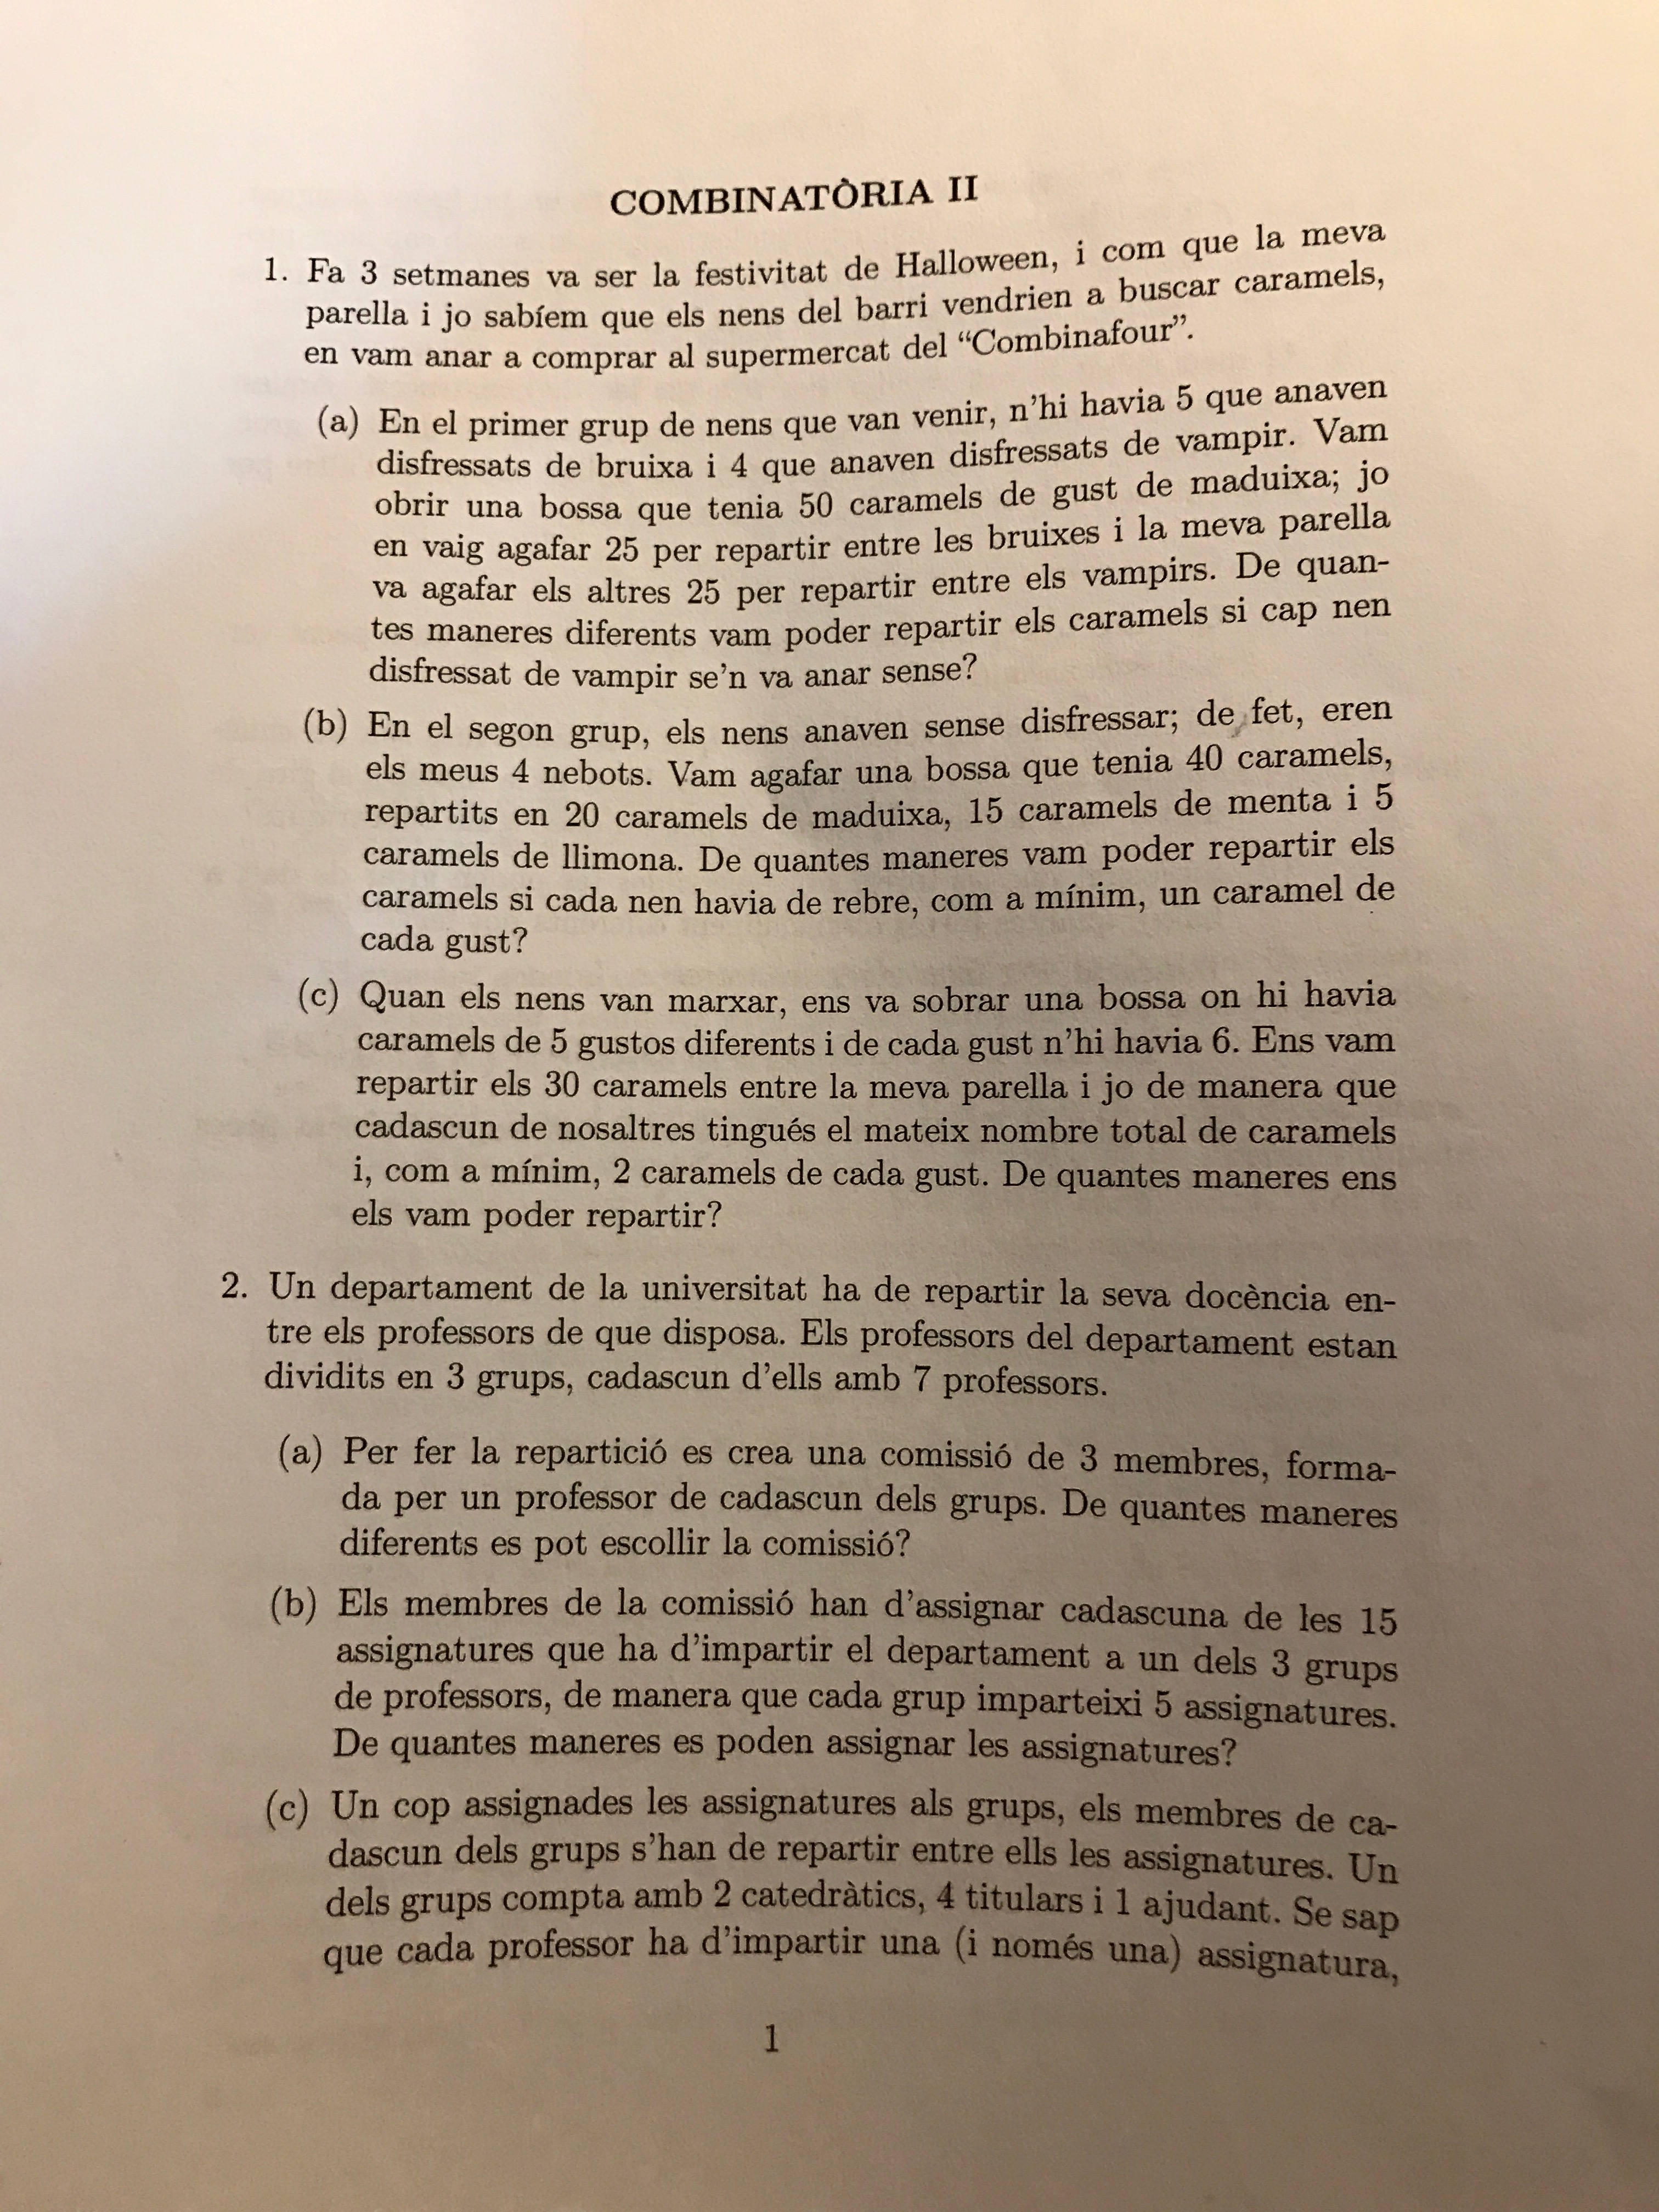 COMBINATÒRIA II
1. Fa 3 setmanes va ser la festivitat de Halloween, i com que la meva
parella i jo sabíem que els nens del barri vendrien a buscar caramels,
en vam anar a comprar al supermercat del “Combinafour”.
(a) En el primer grup de nens que van venir, n’hi havia 5 que anaven
disfressats de bruixa i 4 que anaven disfressats de vampir. Vam
obrir una bossa que tenia 50 caramels de gust de maduixa; jo
en vaig agafar 25 per repartir entre les bruixes i la meva parella
va agafar els altres 25 per repartir entre els vampirs. De quan-
tes maneres diferents vam poder repartir els caramels si cap nen
disfressat de vampir se’n va anar sense?
(b) En el segon grup, els nens anaven sense disfressar; de fet, eren
els meus 4 nebots. Vam agafar una bossa que tenia 40 caramels,
repartits en 20 caramels de maduixa, 15 caramels de menta i 5
caramels de llimona. De quantes maneres vam poder repartir els
caramels si cada nen havia de rebre, com a mínim, un caramel de
cada gust?
(c) Quan els nens van marxar, ens va sobrar una bossa on hi havia
caramels de 5 gustos diferents i de cada gust n’hi havia 6. Ens vam
repartir els 30 caramels entre la meva parella i jo de manera que
cadascun de nosaltres tingués el mateix nombre total de caramels
i, com a mínim, 2 caramels de cada gust. De quantes maneres ens
els vam poder repartir?
2. Un departament de la universitat ha de repartir la seva docència en-
tre els professors de que disposa. Els professors del departament estan
dividits en 3 grups, cadascun d’ells amb 7 professors.
(a) Per fer la repartició es crea una comissió de 3 membres, forma-
da per un professor de cadascun dels grups. De quantes maneres
diferents es pot escollir la comissió?
(b) Els membres de la comissió han d’assignar cadascuna de les 15
assignatures que ha d’impartir el departament a un dels 3 grups
de professors, de manera que cada grup imparteixi 5 assignatures.
De quantes maneres es poden assignar les assignatures?
(c) Un cop assignades les assignatures als grups, els membres de ca-
dascun dels grups s’han de repartir entre ells les assignatures. Un
dels grups compta amb 2 catedràtics, 4 titulars i 1 ajudant. Se sap
que cada professor ha d’impartir una (i només una) assignatura,
1